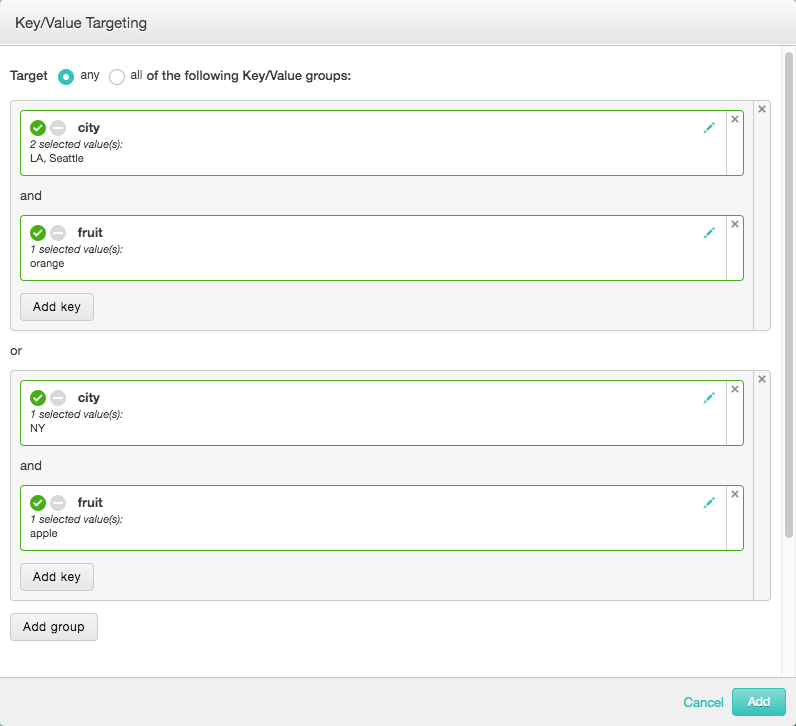 Key/Value Targeting
Target any all of the following Key/Value groups:
city
2 selected value(s):
LA, Seattle
and
fruit
1 selected value(s):
orange
Add key
or
city
1 selected value(s):
NY
and
fruit
1 selected value(s):
apple
Add key
Add group
Cancel Add